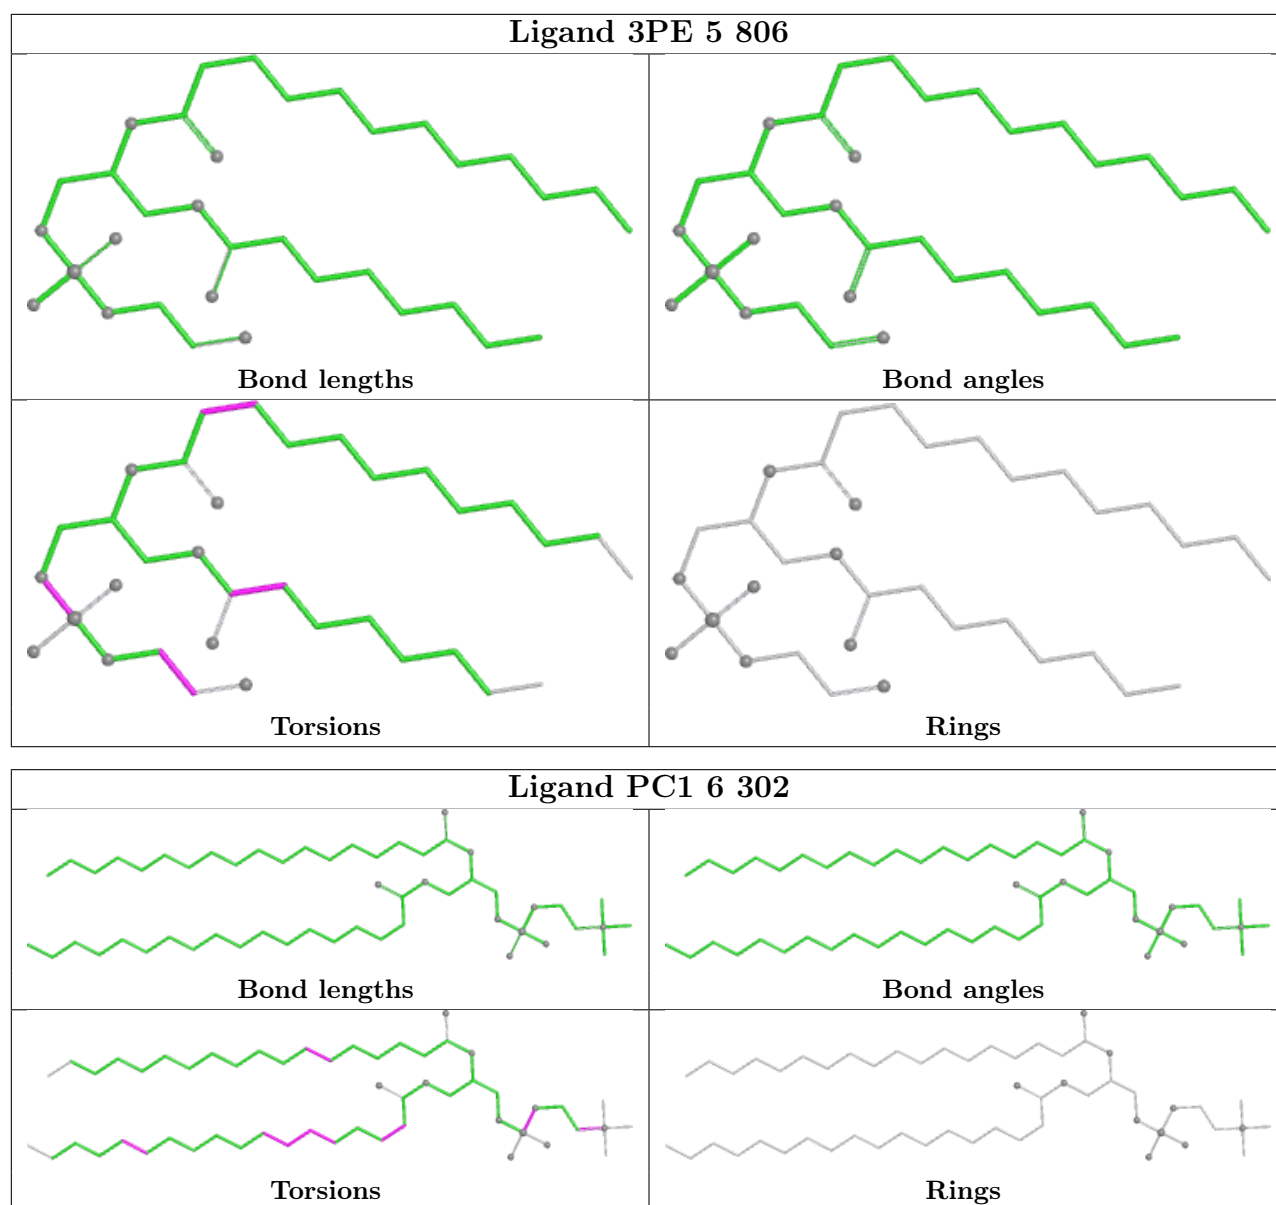 Ligand 3PE 5 806
Bond lengths
Bond angles
Torsions
Rings
Ligand PC1 6 302
Bond lengths
Bond angles
Torsions
Rings